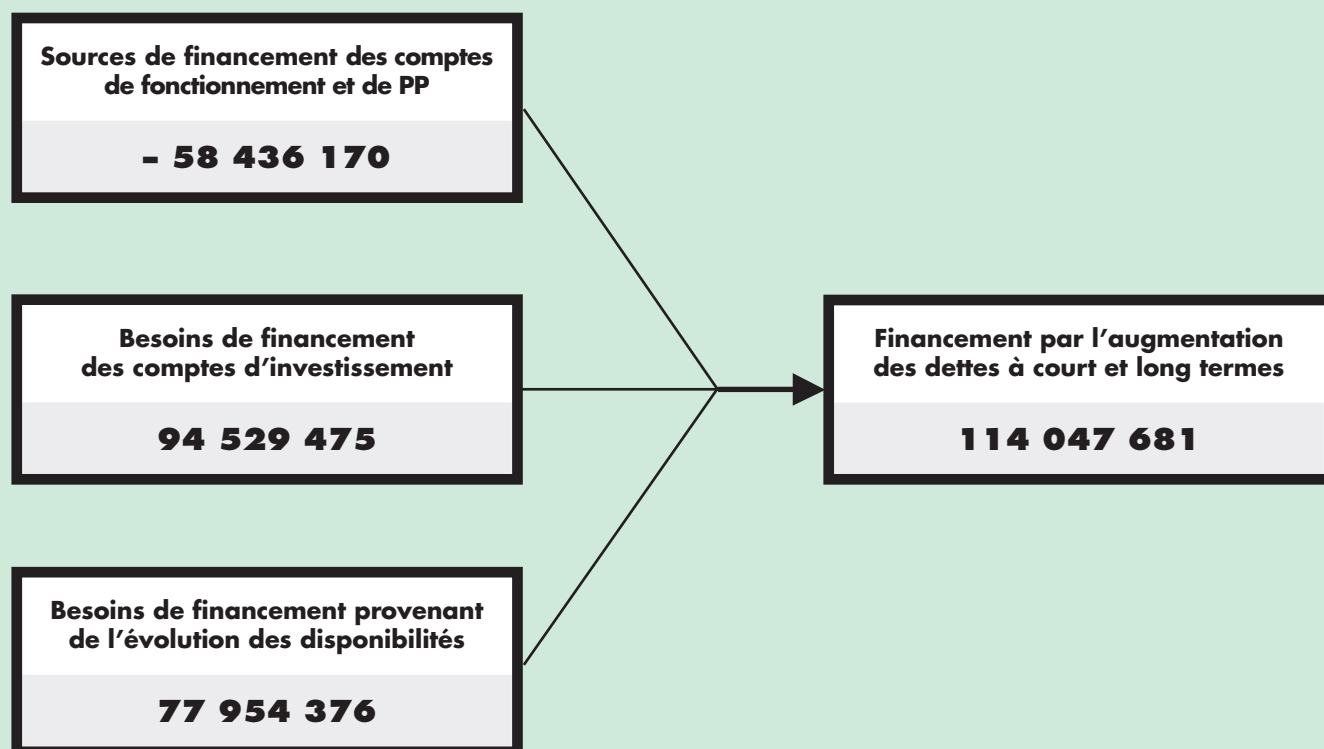 Sources de financement des comptes
de fonctionnement et de PP
– 58 436 170
Besoins de financement
des comptes d’investissement
94 529 475
Financement par l’augmentation
des dettes à court et long termes
114 047 681
Besoins de financement provenant
de l’évolution des disponibilités
77 954 376